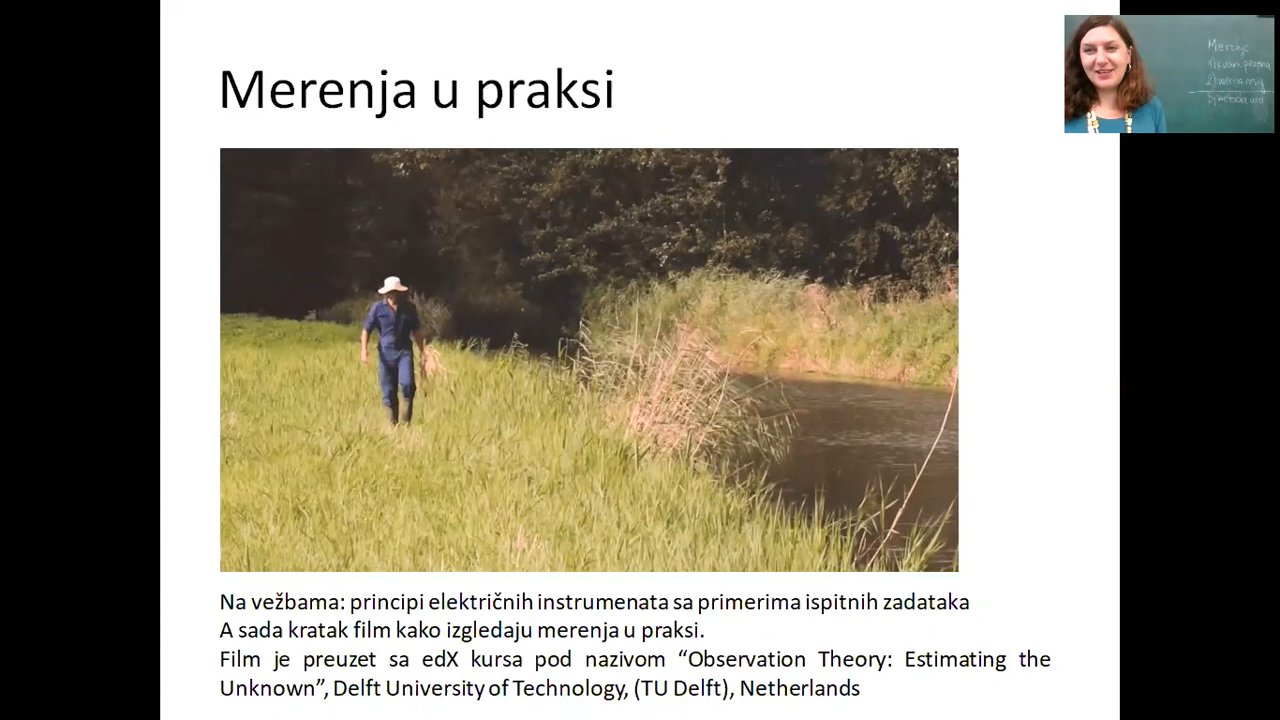 Merenja u praksi
Na vežbama: principi električnih instrumenata sa primerima ispitnih zadataka
A sada kratak film kako izgledaju merenja u praksi.
Film je preuzet sa edX kursa pod nazivom “Observation Theory: Estimating the
Unknown”, Delft University of Technology, (TU Delft), Netherlands